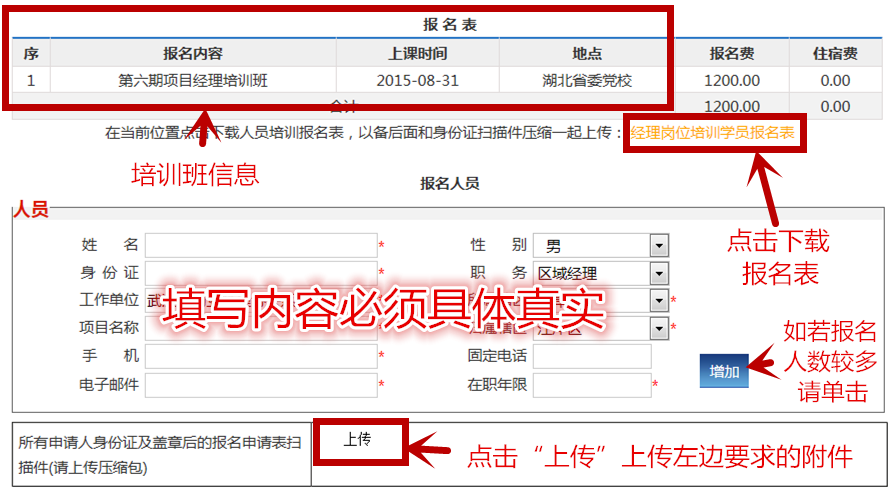 报 名 表
序 报名内容 上课时间 地点 报名费 住宿费
1 第六期项目经理培训班 2015-08-31 湖北省委党校 1200.00 0.00
合计 1200.00 0.00
在当前位置点击下载人员培训报名表，以备后面和身份证扫描件压缩一起上传： 经理岗位培训学员报名表
培训班信息
报名人员
点击下载
报名表
人员
姓 名 * 性 别 男
身 份 证 * 职 务 区域经理
工作单位 武 *
填写内容必须具体真实
项目名称 *
手 机 * 固定电话
电子邮件 * 在职年限 *
增加
如若报名
人数较多
请单击
所有申请人身份证及盖章后的报名申请表扫
描件(请上传压缩包)
上传
点击“上传”上传左边要求的附件